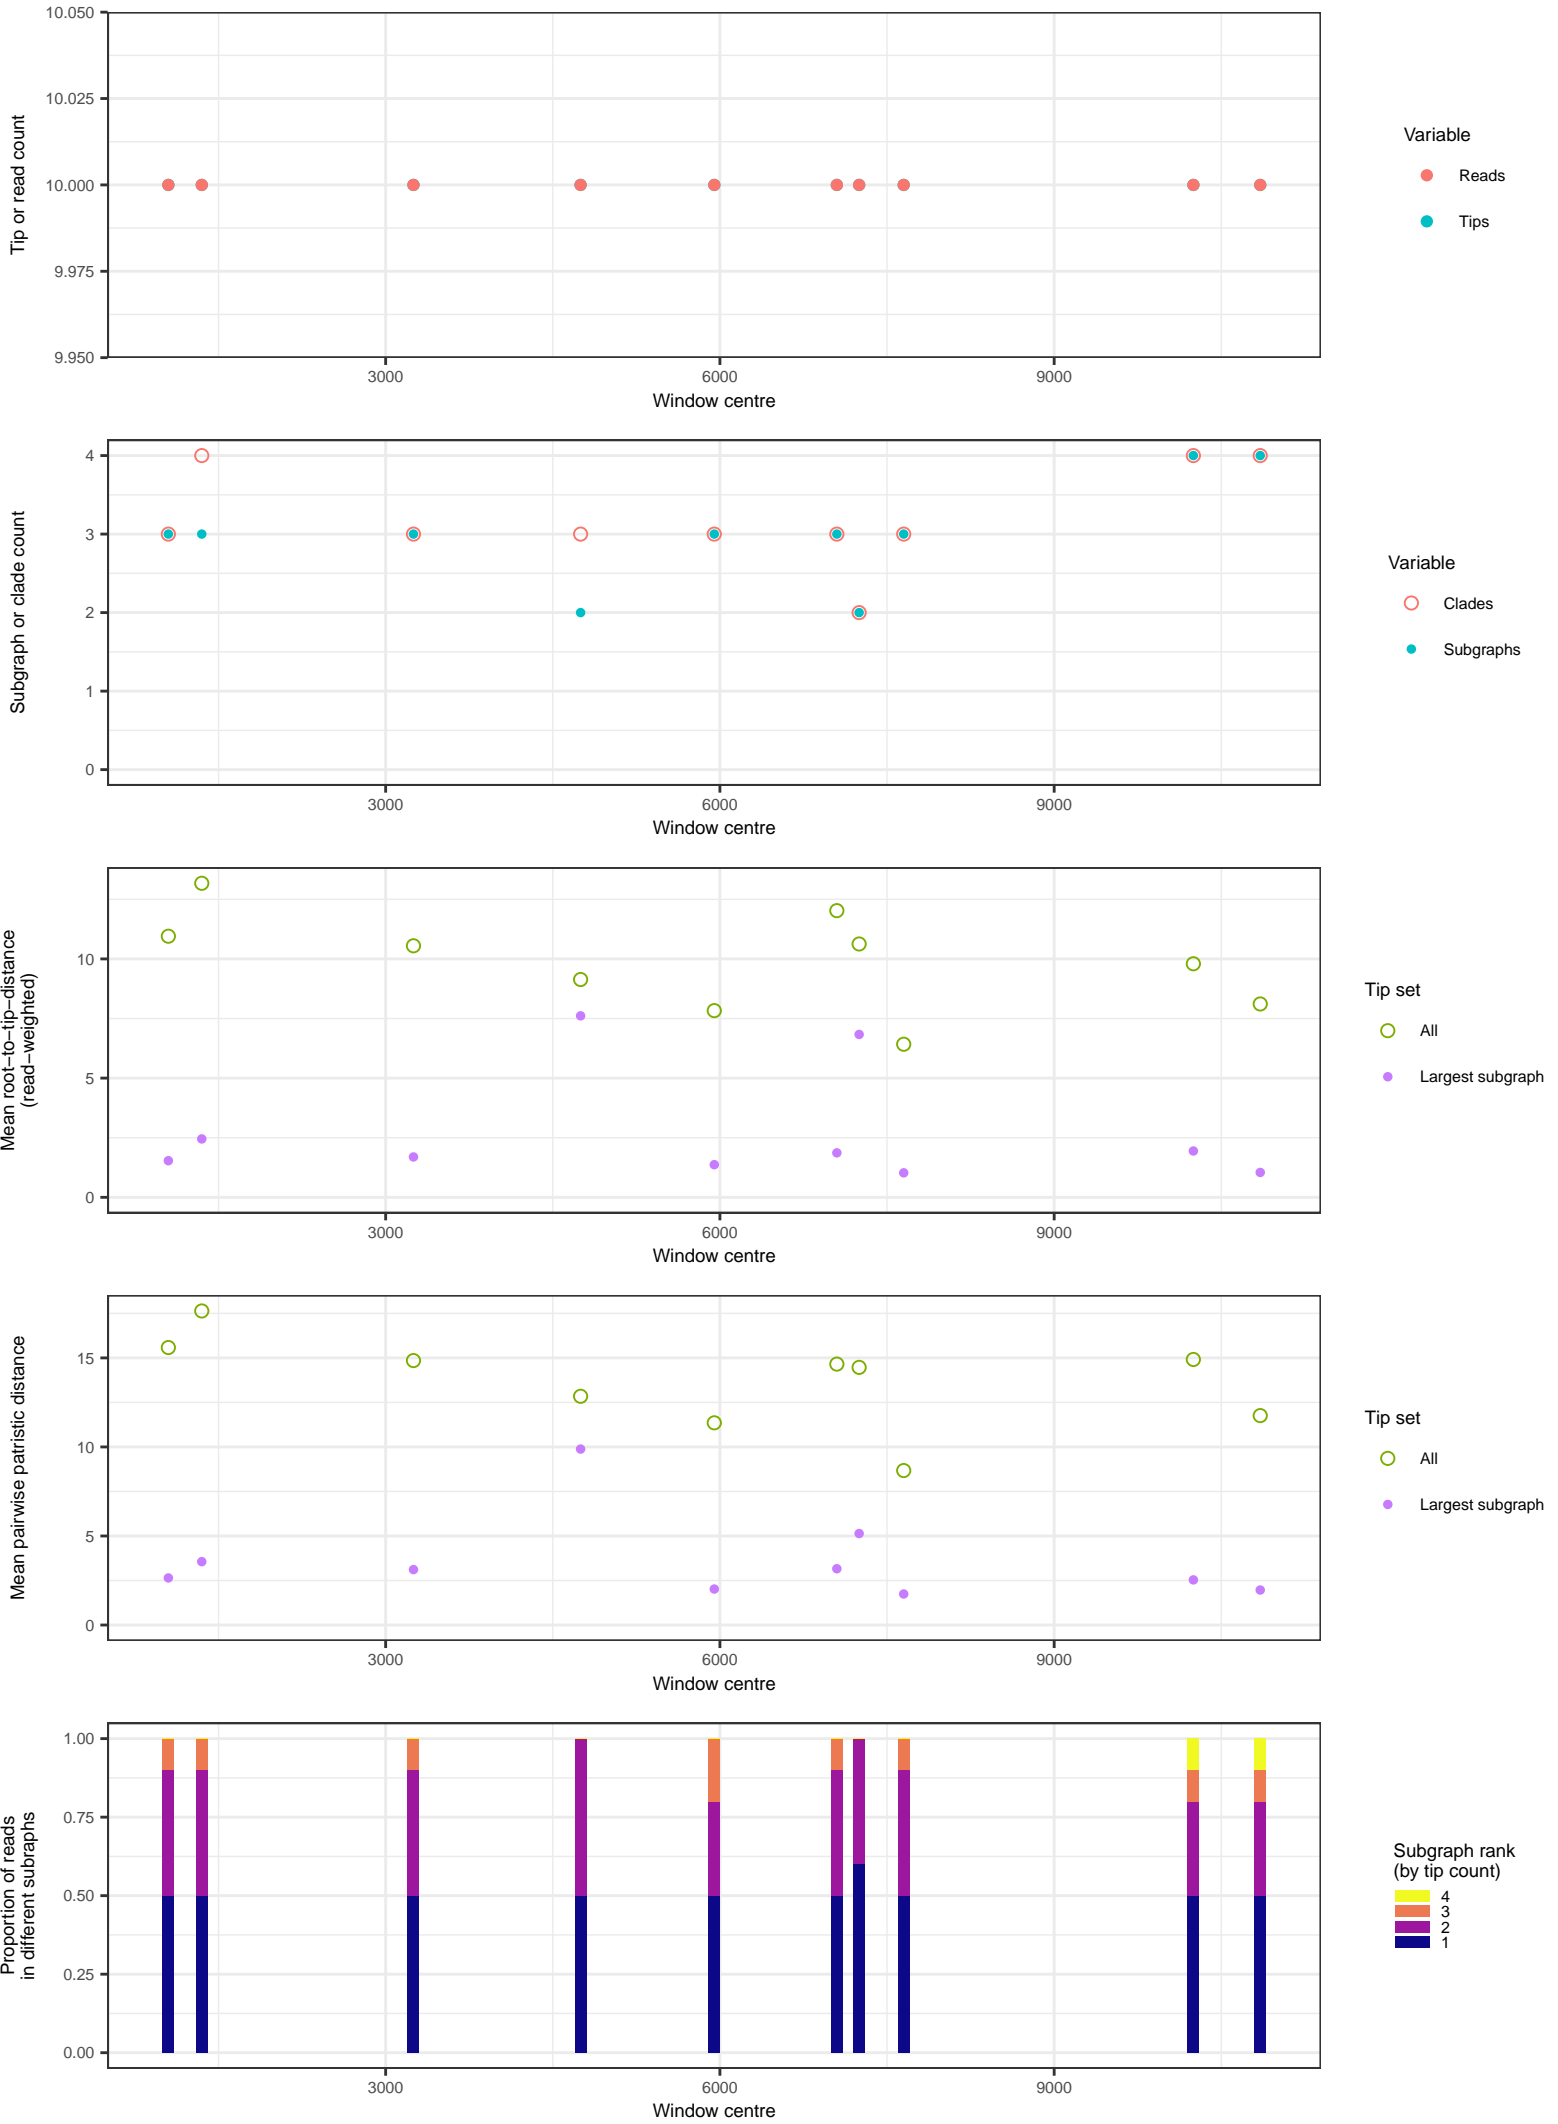 10.050
10.025
10.000
9.975
9.950
Tip or read count
3000
6000
9000
Window centre
Variable
Reads
Tips
4
3
2
1
0
Subgraph or clade count
3000
6000
9000
Window centre
Variable
Clades
Subgraphs
10
5
0
Mean root−to−tip−distance
(read−weighted)
3000
6000
9000
Window centre
Tip set
All
Largest subgraph
15
10
5
0
Mean pairwise patristic distance
3000
6000
9000
Window centre
Tip set
All
Largest subgraph
1.00
0.75
0.50
0.25
0.00
Proportion of reads
in different subraphs
3000
6000
9000
Window centre
Subgraph rank
(by tip count)
4
3
2
1